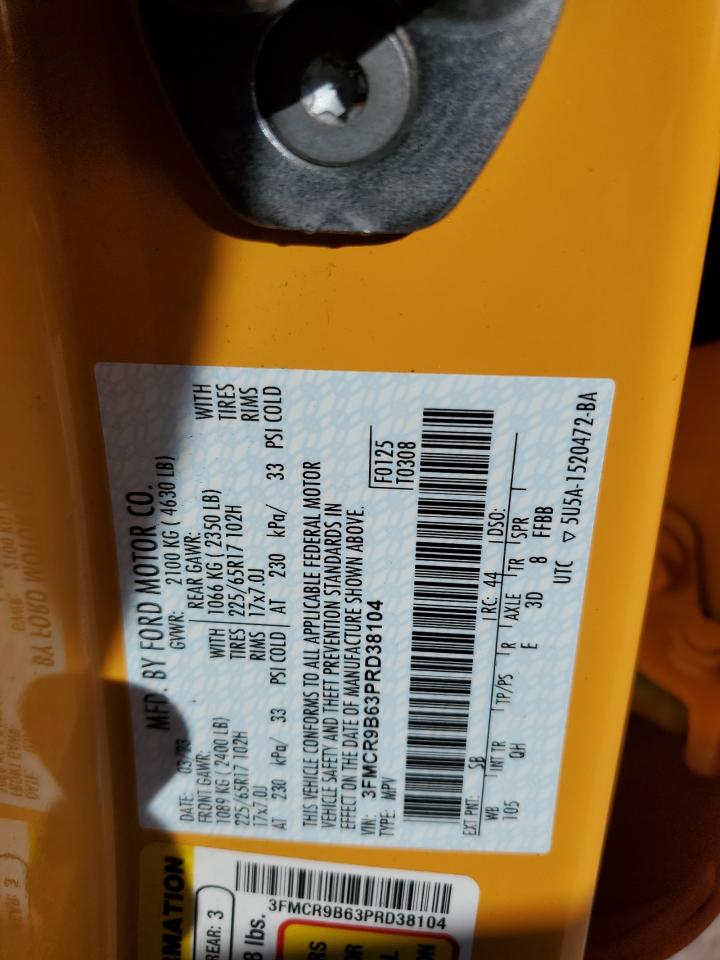 MFD. BY FORD MOTOR CO.
DATE: 03/23 GVWR: 2100 KG ( 4630 LB)
FRONT GAWR: REAR GAWR:
1089 KG (2400 LB) WITH 1066 KG (2350 LB) WITH
225/65R17 102H TIRES 225/65R17 102H TIRES
17x7.0J RIMS 17x7.0J RIMS
AT 230 kPa/ 33 PSI COLD AT 230 kPa/ 33 PSI COLD
THIS VEHICLE CONFORMS TO ALL APPLICABLE FEDERAL MOTOR
VEHICLE SAFETY AND THEFT PREVENTION STANDARDS IN
EFFECT ON THE DATE OF MANUFACTURE SHOWN ABOVE.
VIN: 3FMCR9B63PRD38104 F0125
TYPE: MPV T0308
EXT PNT: SB RC: 44 DSO:
WB INT TR TP/PS R AXLE TR SPR
105 QH E 3D 8 FFBB
UTC ▽ 5U5A-1520472-BA
REAR: 3
8 lbs.
3FMCR9B63PRD38104